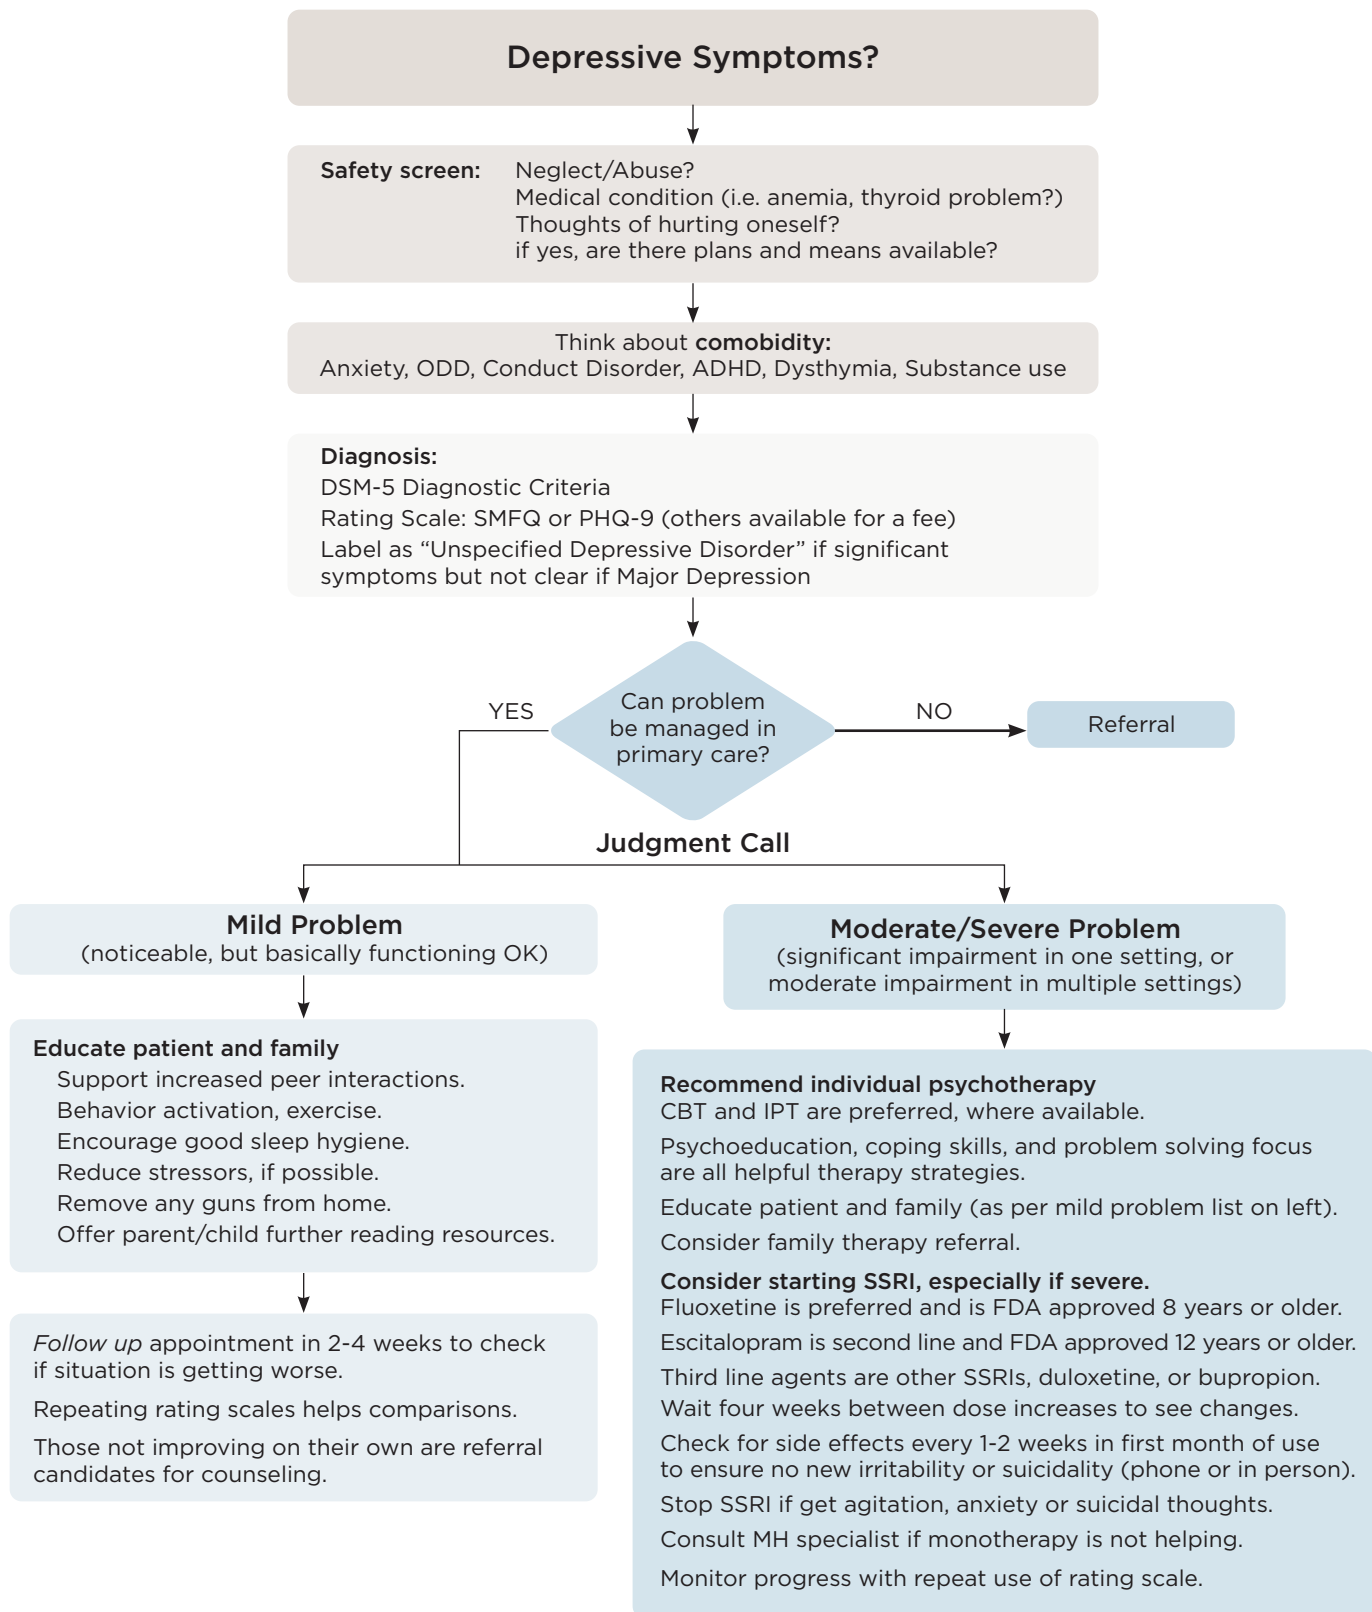 Depressive Symptoms?
Safety screen: Neglect/Abuse?
Medical condition (i.e. anemia, thyroid problem?)
Thoughts of hurting oneself?
if yes, are there plans and means available?
Think about comobidity:
Anxiety, ODD, Conduct Disorder, ADHD, Dysthymia, Substance use
Diagnosis:
DSM-5 Diagnostic Criteria
Rating Scale: SMFQ or PHQ-9 (others available for a fee)
Label as “Unspecified Depressive Disorder” if significant
symptoms but not clear if Major Depression
Can problem
be managed in
primary care?
YES
NO
Referral
Judgment Call
Mild Problem
(noticeable, but basically functioning OK)
Educate patient and family
Support increased peer interactions.
Behavior activation, exercise.
Encourage good sleep hygiene.
Reduce stressors, if possible.
Remove any guns from home.
Offer parent/child further reading resources.
Follow up appointment in 2-4 weeks to check
if situation is getting worse.
Repeating rating scales helps comparisons.
Those not improving on their own are referral
candidates for counseling.
Moderate/Severe Problem
(significant impairment in one setting, or
moderate impairment in multiple settings)
Recommend individual psychotherapy
CBT and IPT are preferred, where available.
Psychoeducation, coping skills, and problem solving focus
are all helpful therapy strategies.
Educate patient and family (as per mild problem list on left).
Consider family therapy referral.
Consider starting SSRI, especially if severe.
Fluoxetine is preferred and is FDA approved 8 years or older.
Escitalopram is second line and FDA approved 12 years or older.
Third line agents are other SSRIs, duloxetine, or bupropion.
Wait four weeks between dose increases to see changes.
Check for side effects every 1-2 weeks in first month of use
to ensure no new irritability or suicidality (phone or in person).
Stop SSRI if get agitation, anxiety or suicidal thoughts.
Consult MH specialist if monotherapy is not helping.
Monitor progress with repeat use of rating scale.